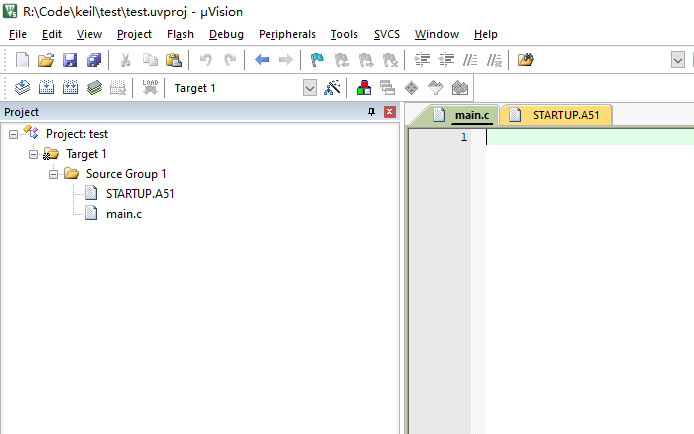 R:\Code\keil\test\test.uvproj - µVision
File Edit View Project Flash Debug Peripherals Tools SVCS Window Help
LOAD Target 1
Project
main.c STARTUP.A51
Project: test
1
Target 1
Source Group 1
STARTUP.A51
main.c